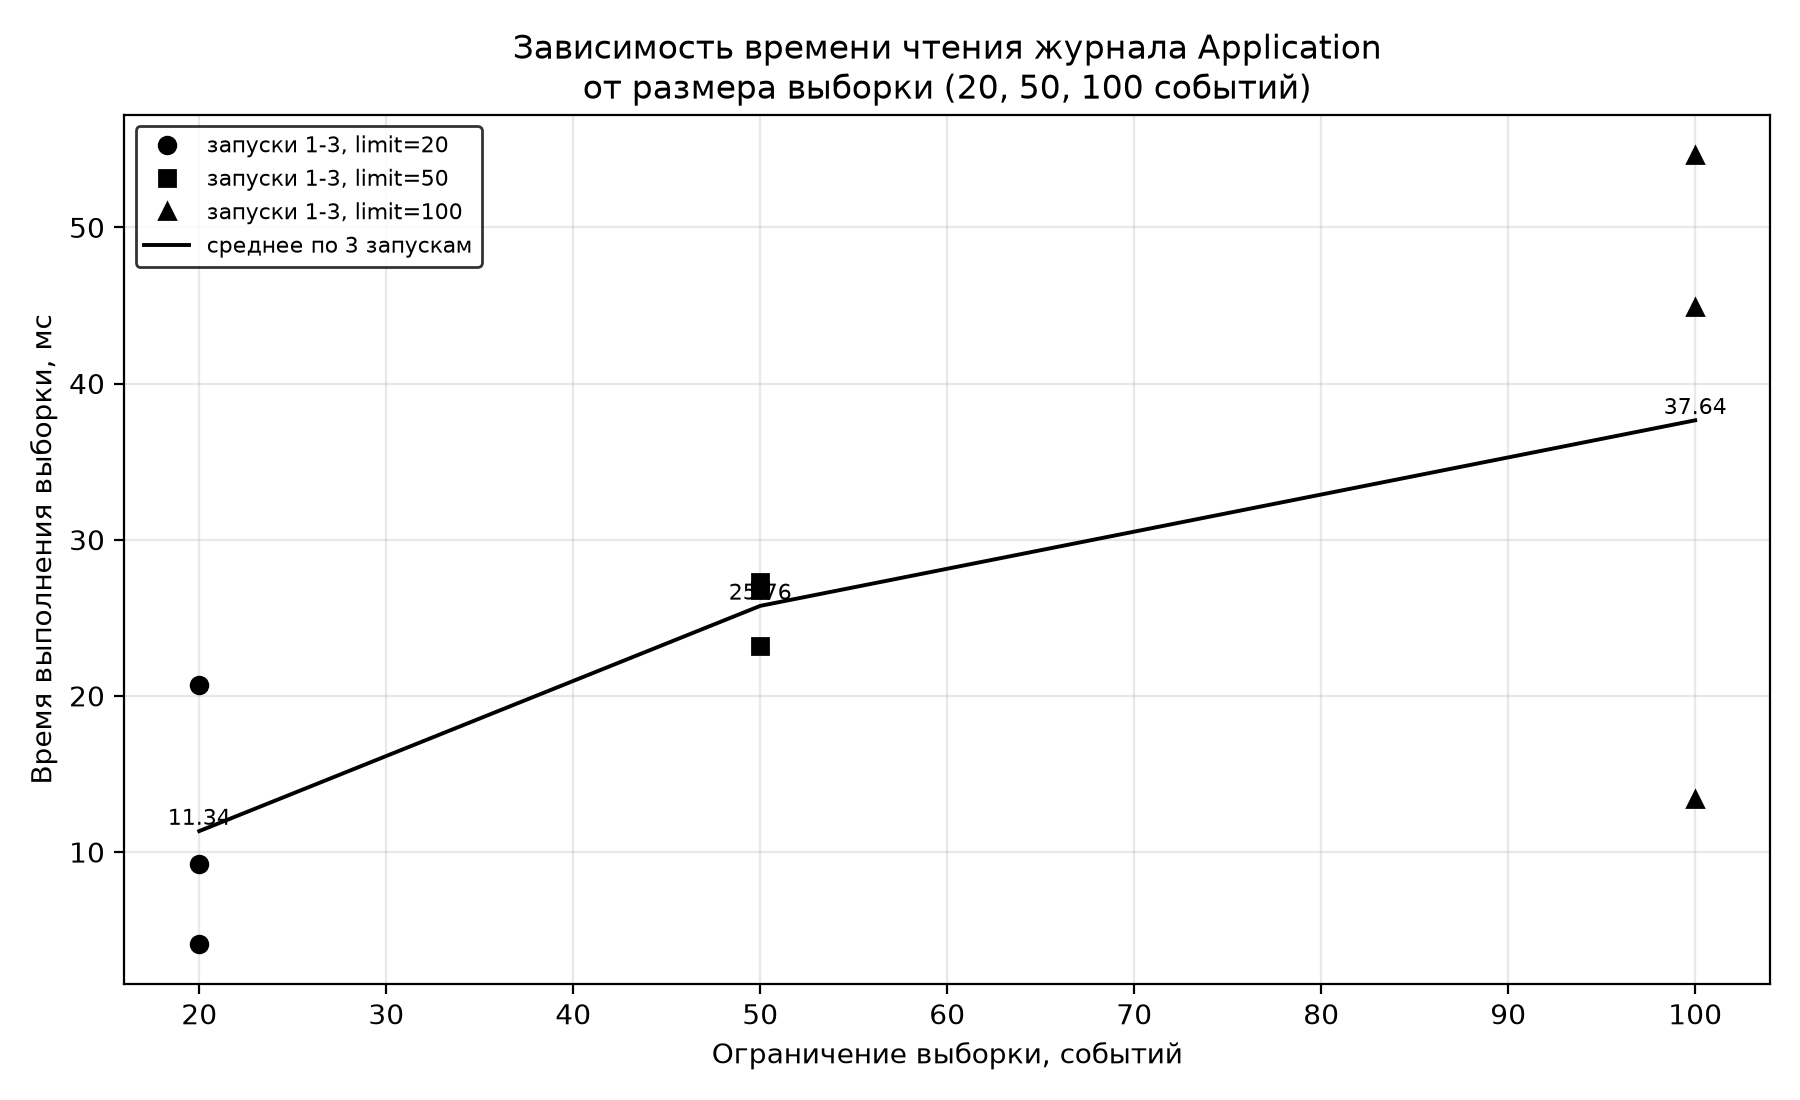 Зависимость времени чтения журнала Application
от размера выборки (20, 50, 100 событий)
запуски 1-3, limit=20
запуски 1-3, limit=50
запуски 1-3, limit=100
среднее по 3 запускам
Время выполнения выборки, мс
50
40
30
20
10
11.34
25.76
37.64
20 30 40 50 60 70 80 90 100
Ограничение выборки, событий